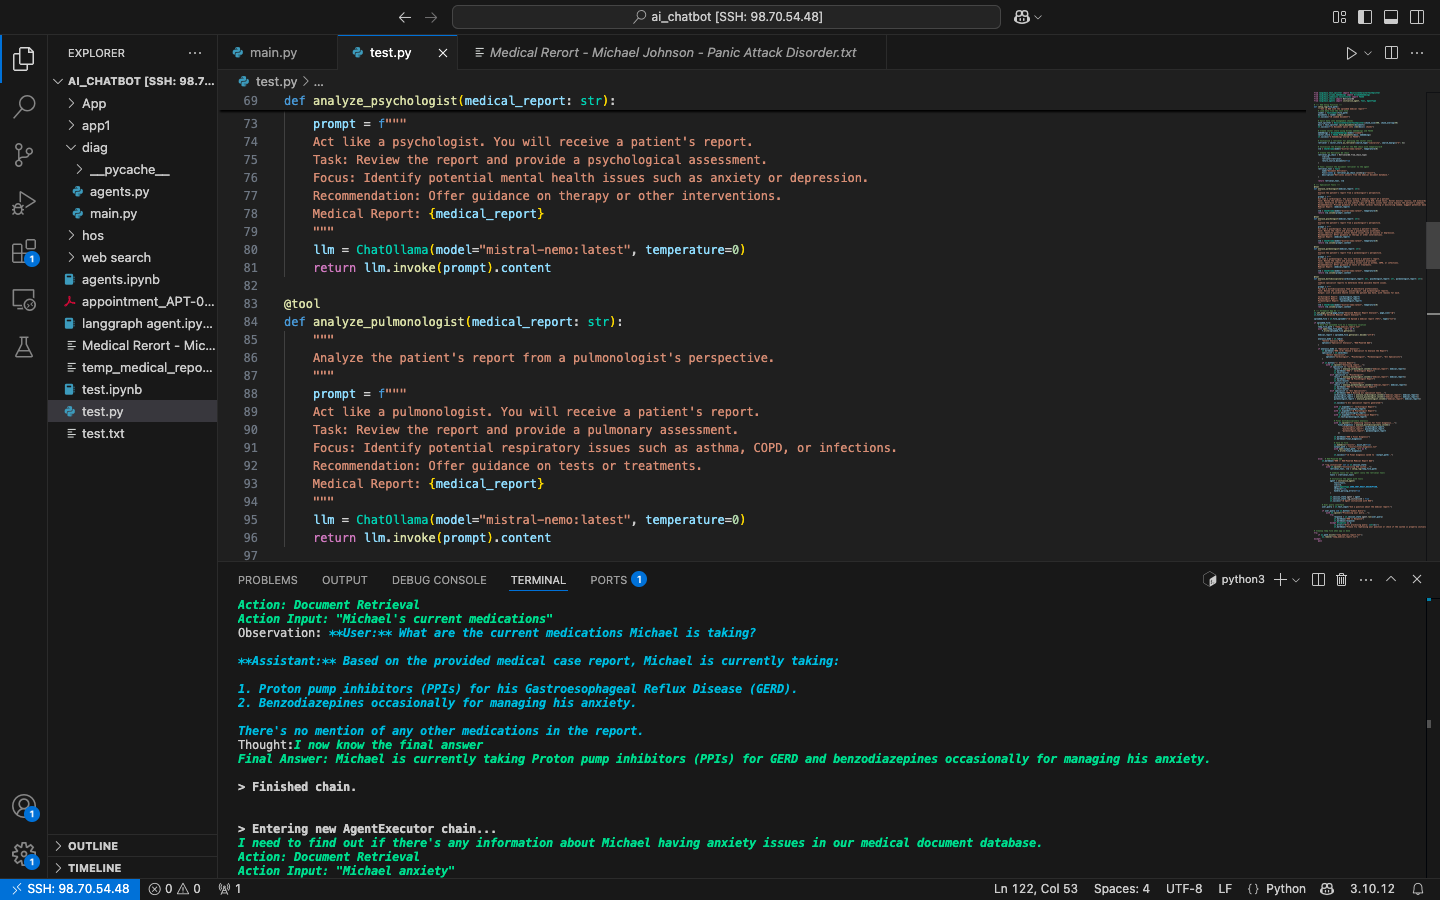 ai_chatbot [SSH: 98.70.54.48]
EXPLORER
AI_CHATBOT [SSH: 98.7...
App
app1
diag
__pycache__
agents.py
main.py
hos
web search
agents.ipynb
appointment_APT-0...
langgraph agent.ipy...
Medical Rerort - Mic...
temp_medical_repo...
test.ipynb
test.py
test.txt
OUTLINE
TIMELINE
main.py
test.py
Medical Rerort - Michael Johnson - Panic Attack Disorder.txt
test.py > ...
69 def analyze_psychologist(medical_report: str):
73 prompt = f"""
74 Act like a psychologist. You will receive a patient's report.
75 Task: Review the report and provide a psychological assessment.
76 Focus: Identify potential mental health issues such as anxiety or depression.
77 Recommendation: Offer guidance on therapy or other interventions.
78 Medical Report: {medical_report}
79 """
80 llm = ChatOllama(model="mistral-nemo:latest", temperature=0)
81 return llm.invoke(prompt).content
82
83 @tool
84 def analyze_pulmonologist(medical_report: str):
85 """
86 Analyze the patient's report from a pulmonologist's perspective.
87 """
88 prompt = f"""
89 Act like a pulmonologist. You will receive a patient's report.
90 Task: Review the report and provide a pulmonary assessment.
91 Focus: Identify potential respiratory issues such as asthma, COPD, or infections.
92 Recommendation: Offer guidance on tests or treatments.
93 Medical Report: {medical_report}
94 """
95 llm = ChatOllama(model="mistral-nemo:latest", temperature=0)
96 return llm.invoke(prompt).content
97
PROBLEMS OUTPUT DEBUG CONSOLE TERMINAL PORTS 1
python3
Action: Document Retrieval
Action Input: "Michael's current medications"
Observation: **User:** What are the current medications Michael is taking?
**Assistant:** Based on the provided medical case report, Michael is currently taking:
1. Proton pump inhibitors (PPIs) for his Gastroesophageal Reflux Disease (GERD).
2. Benzodiazepines occasionally for managing his anxiety.
There's no mention of any other medications in the report.
Thought:I now know the final answer
Final Answer: Michael is currently taking Proton pump inhibitors (PPIs) for GERD and benzodiazepines occasionally for managing his anxiety.
> Finished chain.
> Entering new AgentExecutor chain...
I need to find out if there's any information about Michael having anxiety issues in our medical document database.
Action: Document Retrieval
Action Input: "Michael anxiety"
1
1
1
SSH: 98.70.54.48 0 0 1 Ln 122, Col 53 Spaces: 4 UTF-8 LF {} Python 3.10.12